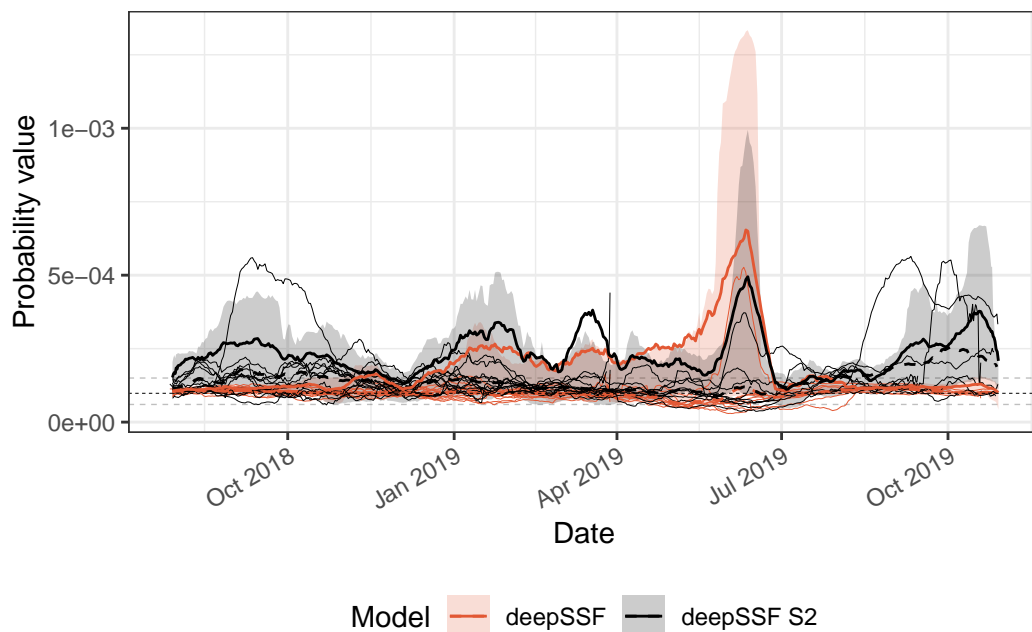 Probability value
1e−03
5e−04
0e+00
Oct 2018
Jan 2019
Apr 2019
Jul 2019
Oct 2019
Date
Model deepSSF deepSSF S2